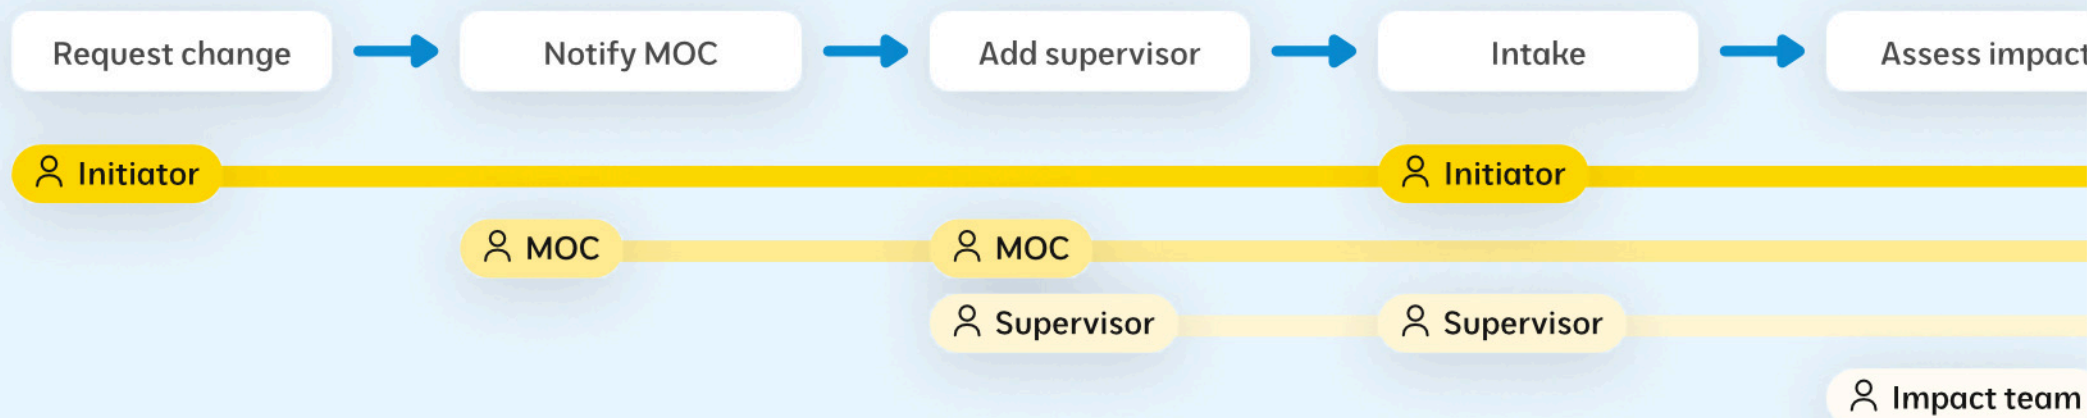 Request change
Notify MOC
Add supervisor
Intake
Assess impact
Initiator
Initiator
MOC
MOC
Supervisor
Supervisor
Impact team